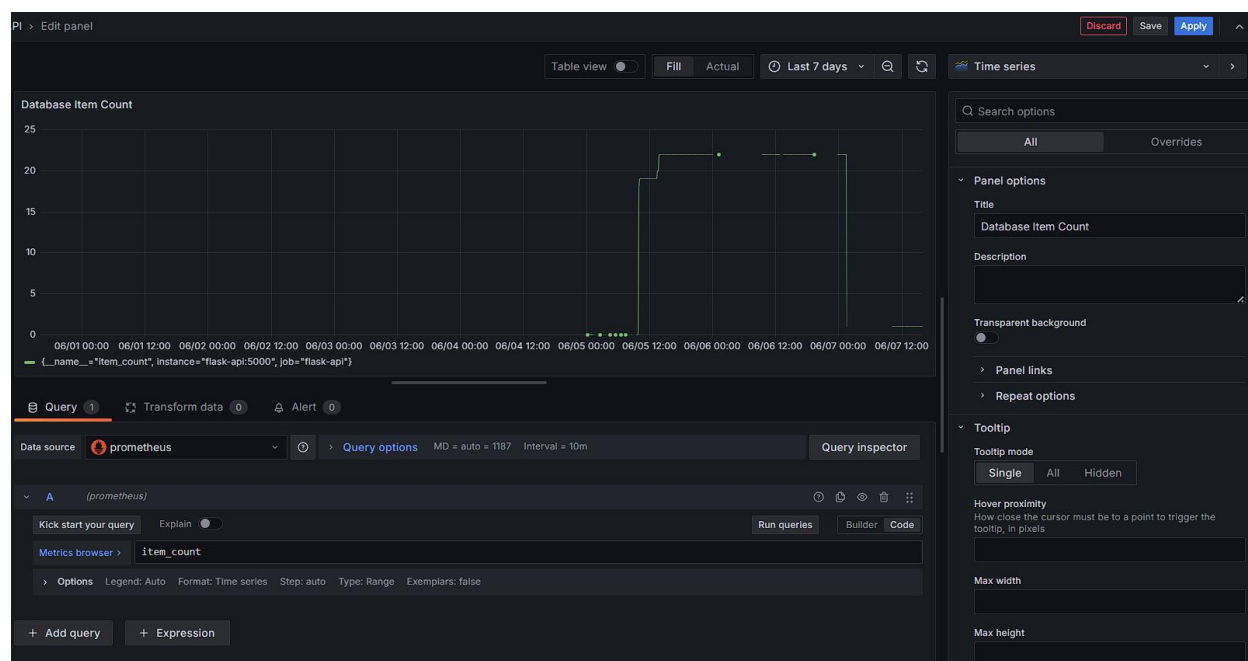 PI › Edit panel
Discard Save Apply
Table view Fill Actual Last 7 days
Time series
Database Item Count
25
20
15
10
5
0
06/01 00:00 06/01 12:00 06/02 00:00 06/02 12:00 06/03 00:00 06/03 12:00 06/04 00:00 06/04 12:00 06/05 00:00 06/05 12:00 06/06 00:00 06/06 12:00 06/07 00:00 06/07 12:00
{__name__="item_count", instance="flask-api:5000", job="flask-api"}
Query 1 Transform data 0 Alert 0
Data source prometheus › Query options MD = auto = 1187 Interval = 10m Query inspector
A (prometheus)
Kick start your query Explain Run queries Builder Code
Metrics browser › item_count
› Options Legend: Auto Format: Time series Step: auto Type: Range Exemplars: false
+ Add query + Expression
Search options
All Overrides
Panel options
Title
Database Item Count
Description
Transparent background
› Panel links
› Repeat options
Tooltip
Tooltip mode
Single All Hidden
Hover proximity
How close the cursor must be to a point to trigger the
tooltip, in pixels
Max width
Max height